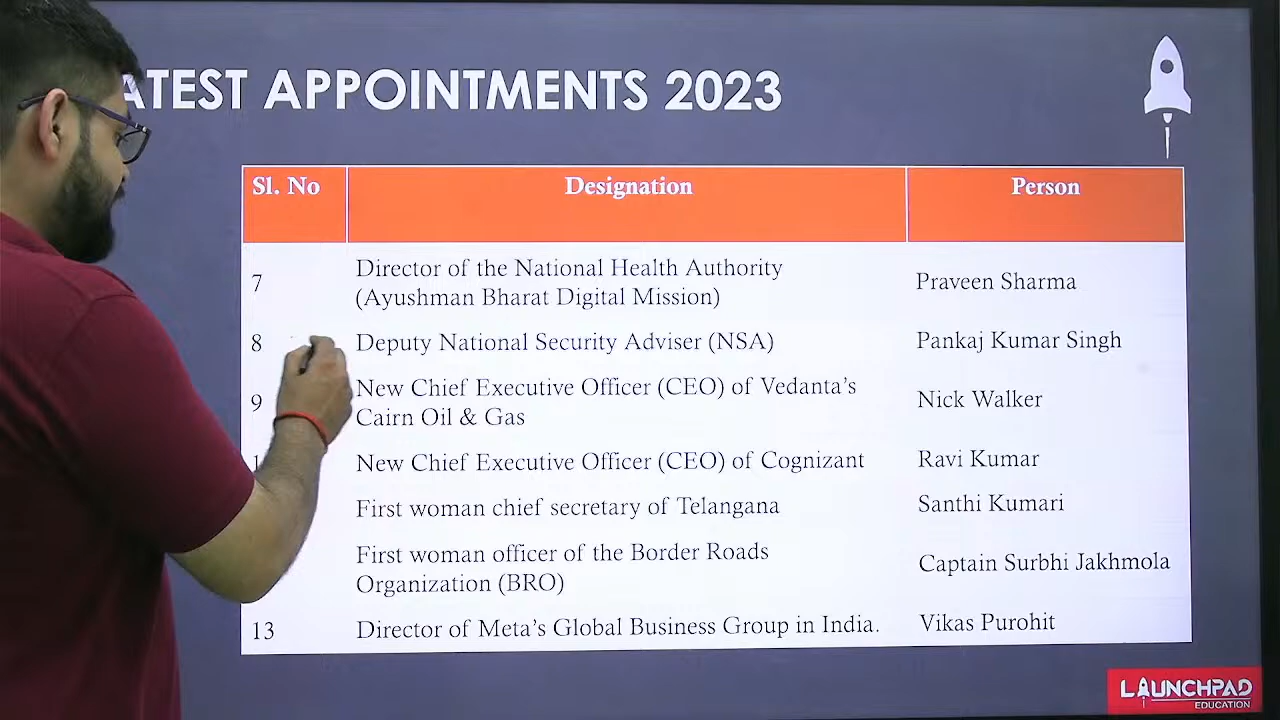 ATEST APPOINTMENTS 2023
Sl. No Designation Person
7 Director of the National Health Authority
(Ayushman Bharat Digital Mission) Praveen Sharma
8 Deputy National Security Adviser (NSA) Pankaj Kumar Singh
9 New Chief Executive Officer (CEO) of Vedanta's
Cairn Oil & Gas Nick Walker
New Chief Executive Officer (CEO) of Cognizant Ravi Kumar
First woman chief secretary of Telangana Santhi Kumari
First woman officer of the Border Roads
Organization (BRO) Captain Surbhi Jakhmola
13 Director of Meta's Global Business Group in India. Vikas Purohit
LAUNCHPAD
EDUCATION